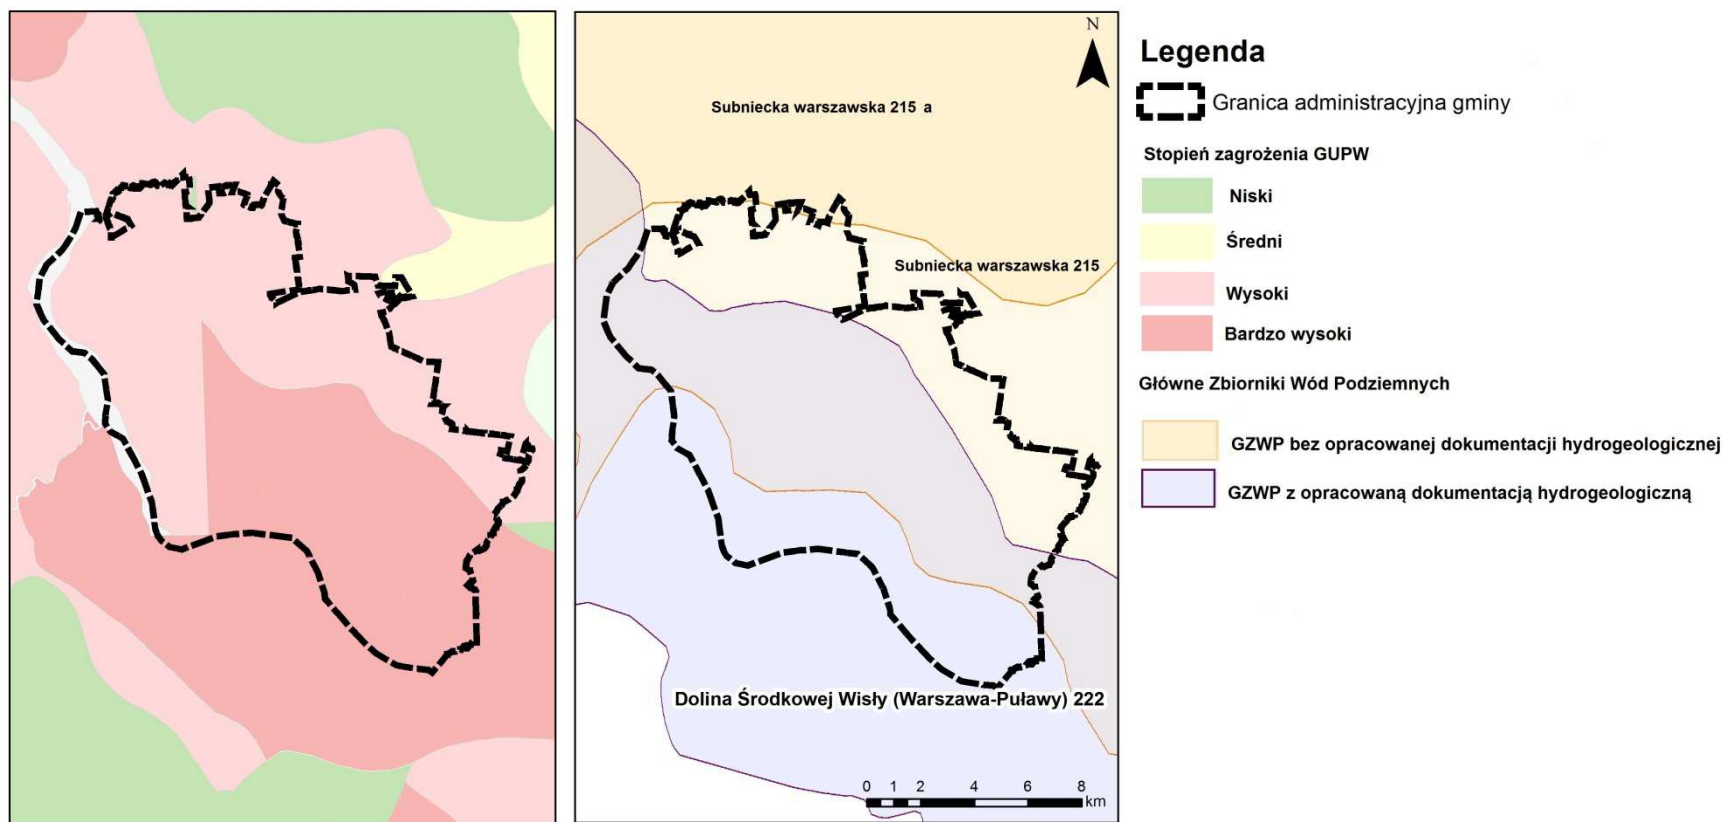 Subniecka warszawska 215 a
N
Subniecka warszawska 215
Dolina Środkowej Wisły (Warszawa-Puławy) 222
0 1 2 4 6 8
km
Legenda
Granica administracyjna gminy
Stopień zagrożenia GUPW
Niski
Średni
Wysoki
Bardzo wysoki
Główne Zbiorniki Wód Podziemnych
GZWP bez opracowanej dokumentacji hydrogeologicznej
GZWP z opracowaną dokumentacją hydrogeologiczną